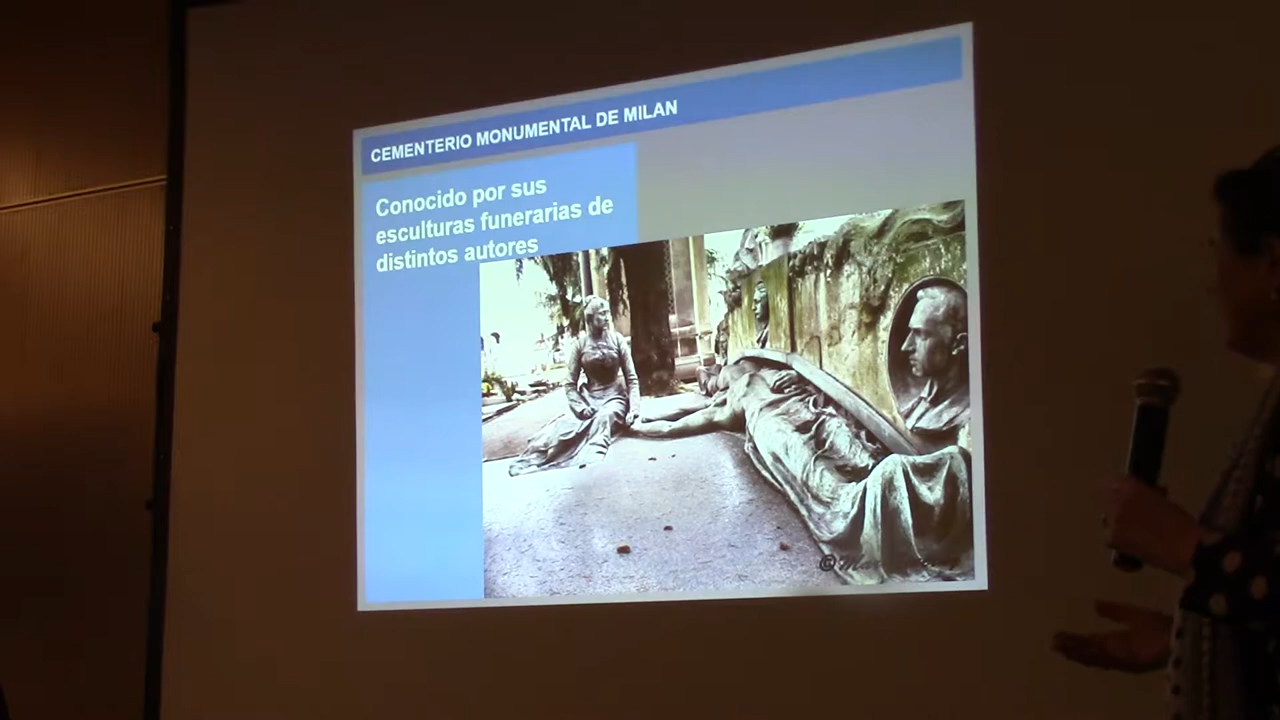 CEMENTERIO MONUMENTAL DE MILAN
Conocido por sus
esculturas funerarias de
distintos autores
©